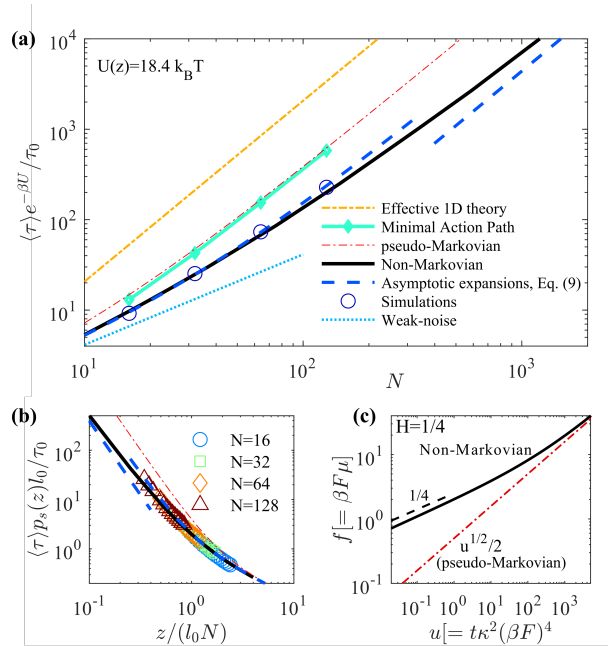 (a)
U(z)=18.4 k_BT
⟨τ⟩e^{-βU}/τ_0
10^4
10^3
10^2
10^1
Effective 1D theory
Minimal Action Path
pseudo-Markovian
Non-Markovian
Asymptotic expansions, Eq. (9)
Simulations
Weak-noise
10^1
10^2
10^3
N
(b)
⟨τ⟩p_s(z)l_0/τ_0
10^2
10^1
10^0
N=16
N=32
N=64
N=128
10^{-1}
10^0
10^1
z/(l_0N)
(c)
f[=βFμ]
10^1
10^0
10^{-1}
H=1/4
Non-Markovian
1/4
u^{1/2}/2
(pseudo-Markovian)
10^{-1}
10^1
10^3
u[=tκ^2(βF)^4